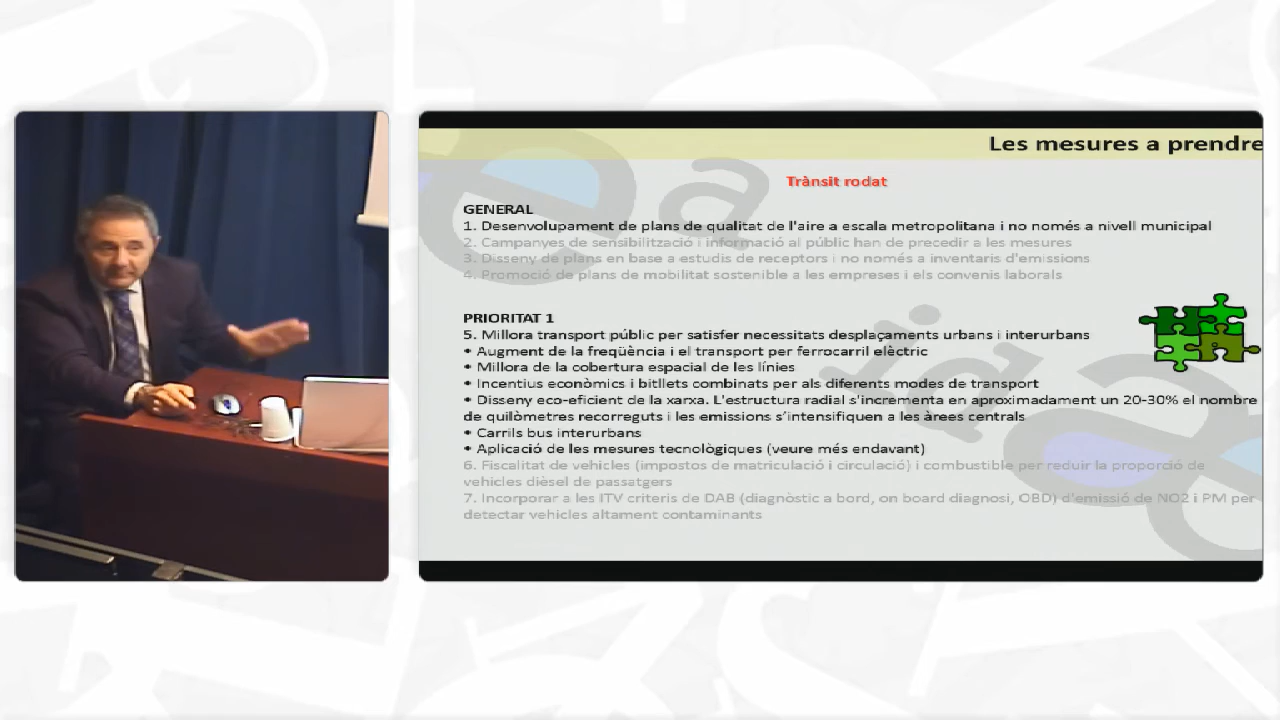 Les mesures a prendre
Trànsit rodat
GENERAL
1. Desenvolupament de plans de qualitat de l'aire a escala metropolitana i no només a nivell municipal
2. Campanyes de sensibilització i informació al públic han de precedir a les mesures
3. Disseny de plans en base a estudis de receptors i no només a inventaris d'emissions
4. Promoció de plans de mobilitat sostenible a les empreses i els convenis laborals
PRIORITAT 1
5. Millora transport públic per satisfer necessitats desplaçaments urbans i interurbans
• Augment de la freqüència i el transport per ferrocarril elèctric
• Millora de la cobertura espacial de les línies
• Incentius econòmics i bitllets combinats per als diferents modes de transport
• Disseny eco-eficient de la xarxa. L'estructura radial s'incrementa en aproximadament un 20-30% el nombre
de quilòmetres recorreguts i les emissions s'intensifiquen a les àrees centrals
• Carrils bus interurbans
• Aplicació de les mesures tecnològiques (veure més endavant)
6. Fiscalitat de vehicles (impostos de matriculació i circulació) i combustible per reduir la proporció de
vehicles dièsel de passatgers
7. Incorporar a les ITV criteris de DAB (diagnòstic a bord, on board diagnosi, OBD) d'emissió de NO2 i PM per
detectar vehicles altament contaminants